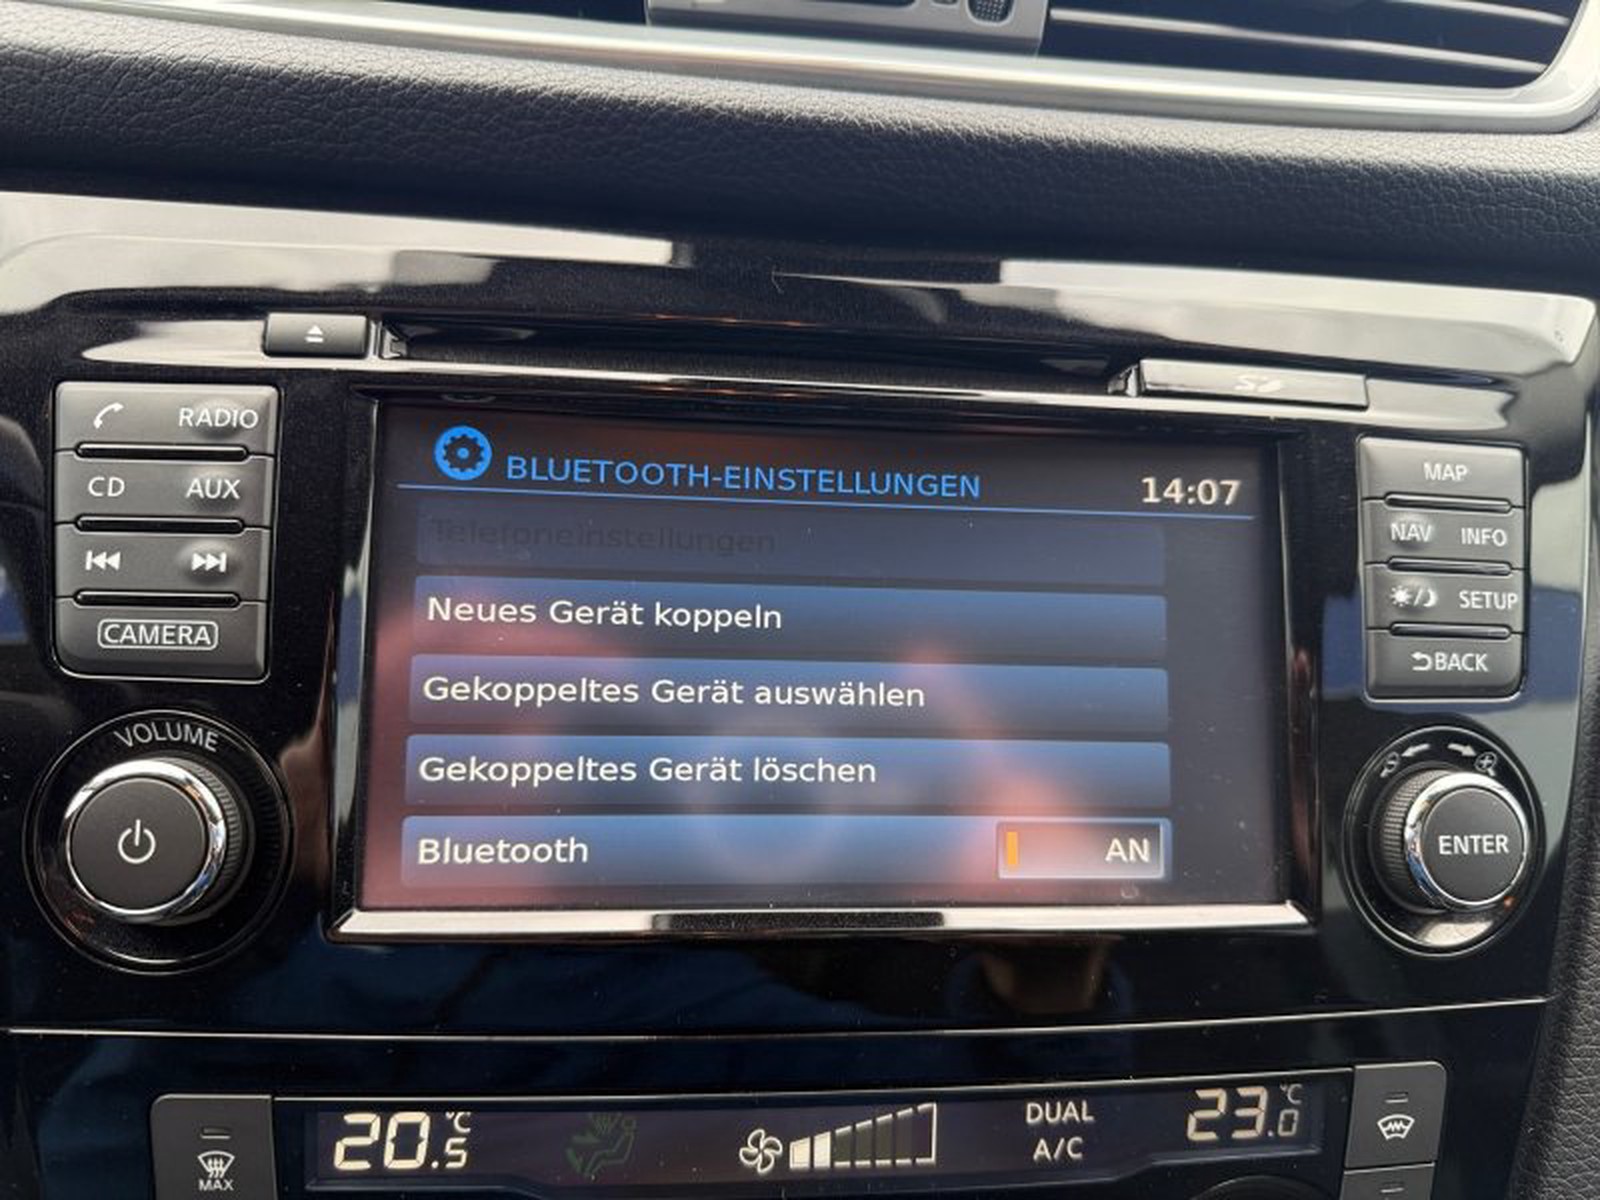 RADIO
CD AUX
CAMERA
VOLUME
BLUETOOTH-EINSTELLUNGEN
14:07
Telefoneinstellungen
Neues Gerät koppeln
Gekoppeltes Gerät auswählen
Gekoppeltes Gerät löschen
Bluetooth AN
MAP
NAV INFO
SETUP
BACK
ENTER
MAX
20.5 °C
DUAL
A/C
23.0 °C